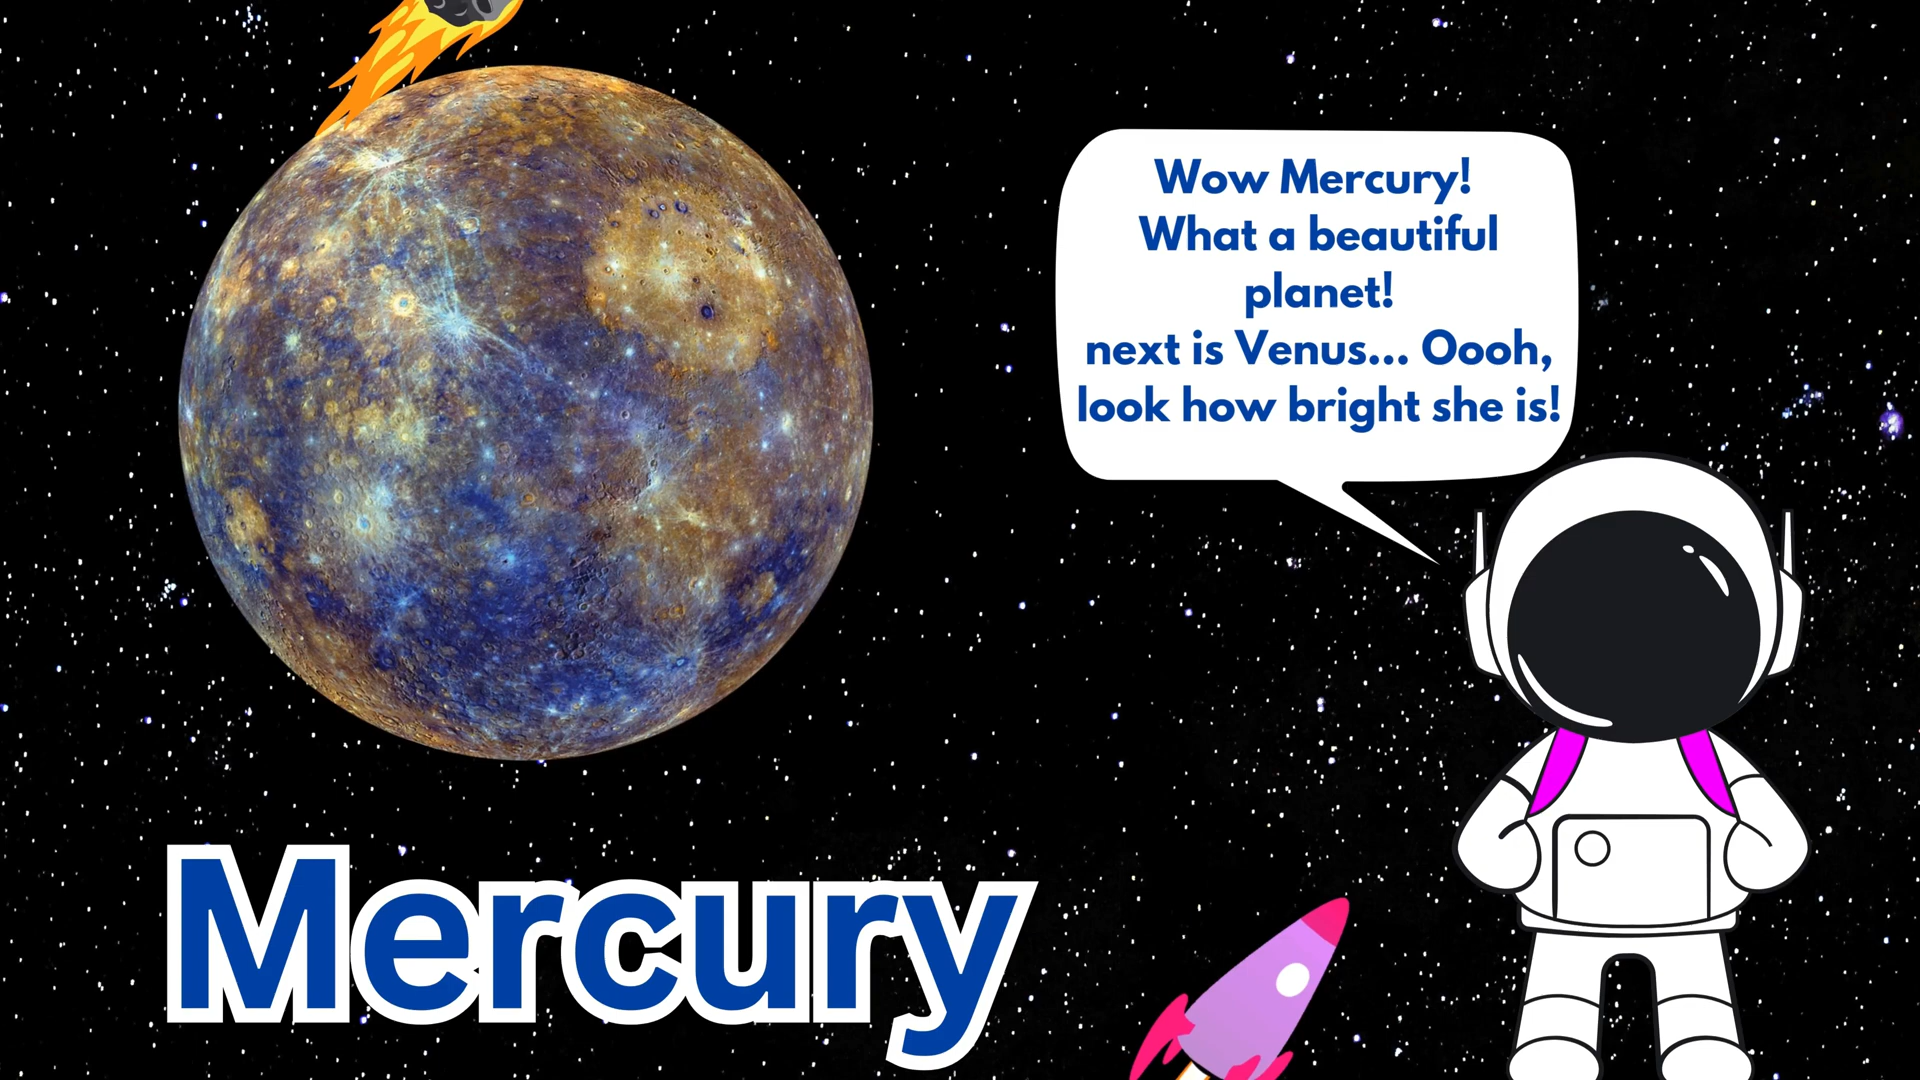 Wow Mercury!
What a beautiful
planet!
next is Venus... Oooh,
look how bright she is!
Mercury